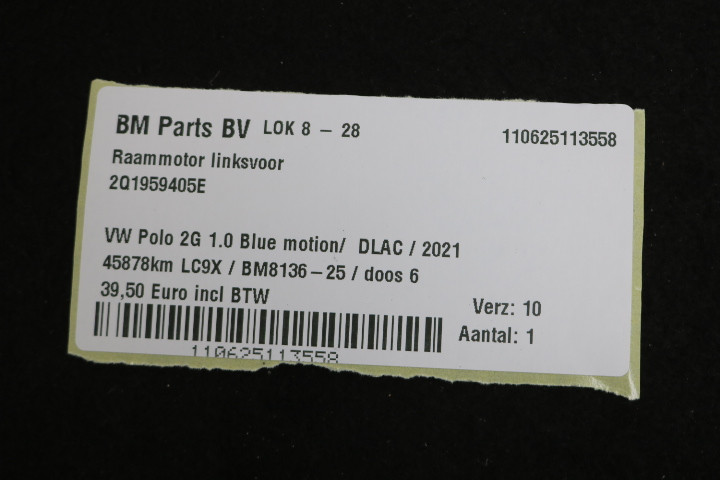 BM Parts BV LOK 8 - 28 110625113558
Raammotor linksvoor
2Q1959405E
VW Polo 2G 1.0 Blue motion/ DLAC / 2021
45878km LC9X / BM8136-25 / doos 6
39,50 Euro incl BTW
Verz: 10
Aantal: 1
110625113558